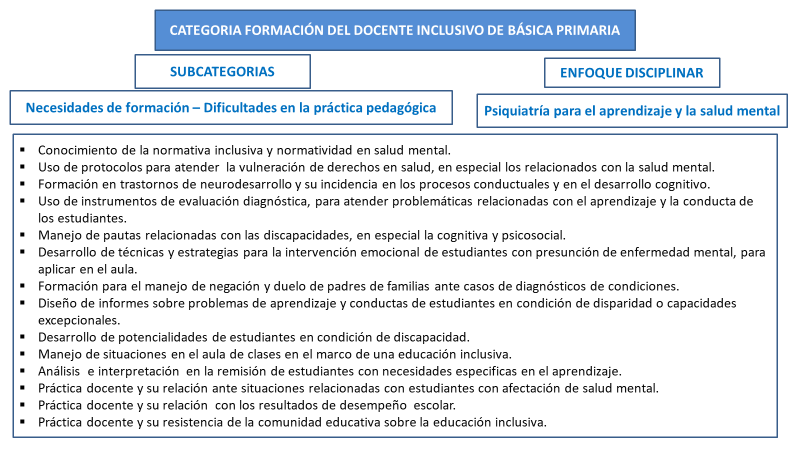 CATEGORIA FORMACIÓN DEL DOCENTE INCLUSIVO DE BÁSICA PRIMARIA
SUBCATEGORIAS
ENFOQUE DISCIPLINAR
Necesidades de formación – Dificultades en la práctica pedagógica
Psiquiatría para el aprendizaje y la salud mental
▪ Conocimiento de la normativa inclusiva y normatividad en salud mental.
▪ Uso de protocolos para atender la vulneración de derechos en salud, en especial los relacionados con la salud mental.
▪ Formación en trastornos de neurodesarrollo y su incidencia en los procesos conductuales y en el desarrollo cognitivo.
▪ Uso de instrumentos de evaluación diagnóstica, para atender problemáticas relacionadas con el aprendizaje y la conducta de
los estudiantes.
▪ Manejo de pautas relacionadas con las discapacidades, en especial la cognitiva y psicosocial.
▪ Desarrollo de técnicas y estrategias para la intervención emocional de estudiantes con presunción de enfermedad mental, para
aplicar en el aula.
▪ Formación para el manejo de negación y duelo de padres de familias ante casos de diagnósticos de condiciones.
▪ Diseño de informes sobre problemas de aprendizaje y conductas de estudiantes en condición de disparidad o capacidades
excepcionales.
▪ Desarrollo de potencialidades de estudiantes en condición de discapacidad.
▪ Manejo de situaciones en el aula de clases en el marco de una educación inclusiva.
▪ Análisis e interpretación en la remisión de estudiantes con necesidades especificas en el aprendizaje.
▪ Práctica docente y su relación ante situaciones relacionadas con estudiantes con afectación de salud mental.
▪ Práctica docente y su relación con los resultados de desempeño escolar.
▪ Práctica docente y su resistencia de la comunidad educativa sobre la educación inclusiva.